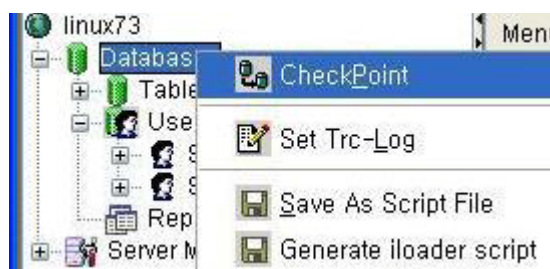 linux73
Menu
Databas
CheckPoint
Table
Use
Set Trc-Log
S
S
Save As Script File
Rep
Server M
Generate iloader script